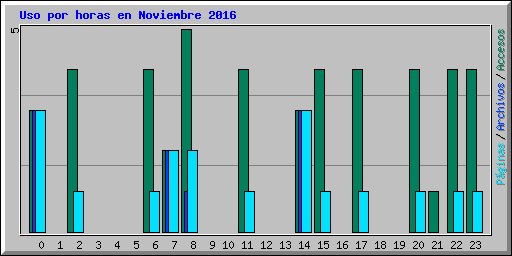 Uso por horas en Noviembre 2016
5
Páginas / Archivos / Accesos
0 1 2 3 4 5 6 7 8 9 10 11 12 13 14 15 16 17 18 19 20 21 22 23